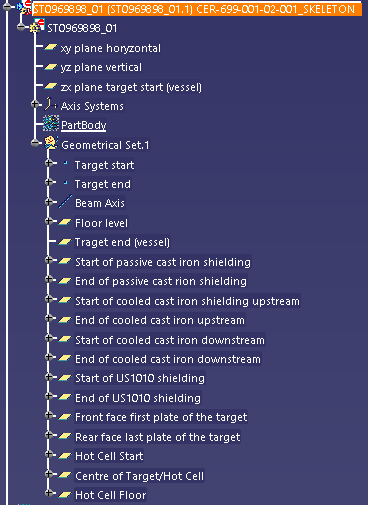 ST0969898_01 (ST0969898_01.1) CER-699-001-02-001_SKELETON
ST0969898_01
xy plane horyzontal
yz plane vertical
zx plane target start (vessel)
Axis Systems
PartBody
Geometrical Set.1
Target start
Target end
Beam Axis
Floor level
Traget end (vessel)
Start of passive cast iron shielding
End of passive cast rion shielding
Start of cooled cast iron shielding upstream
End of cooled cast iron upstream
Start of cooled cast iron downstream
End of cooled cast iron downstream
Start of US1010 shielding
End of US1010 shielding
Front face first plate of the target
Rear face last plate of the target
Hot Cell Start
Centre of Target/Hot Cell
Hot Cell Floor